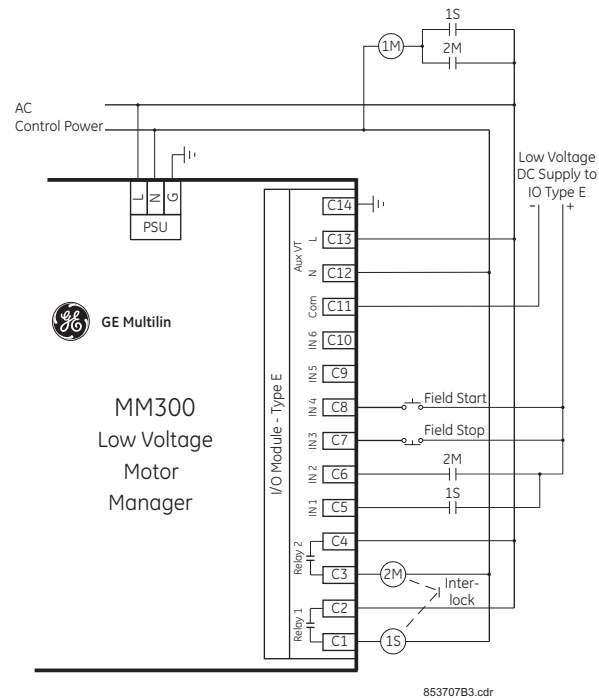 1S
1M
2M
AC
Control Power
Low Voltage
DC Supply to
IO Type E
- +
L
N
G
PSU
GE Multilin
MM300
Low Voltage
Motor
Manager
I/O Module - Type E
Aux VT
L
C14
C13
N
C12
Com
C11
IN 6
C10
IN 5
C9
IN 4
C8
Field Start
IN 3
C7
Field Stop
IN 2
C6
2M
IN 1
C5
1S
Relay 2
C4
C3
2M
Inter-
lock
Relay 1
C2
C1
1S
853707B3.cdr